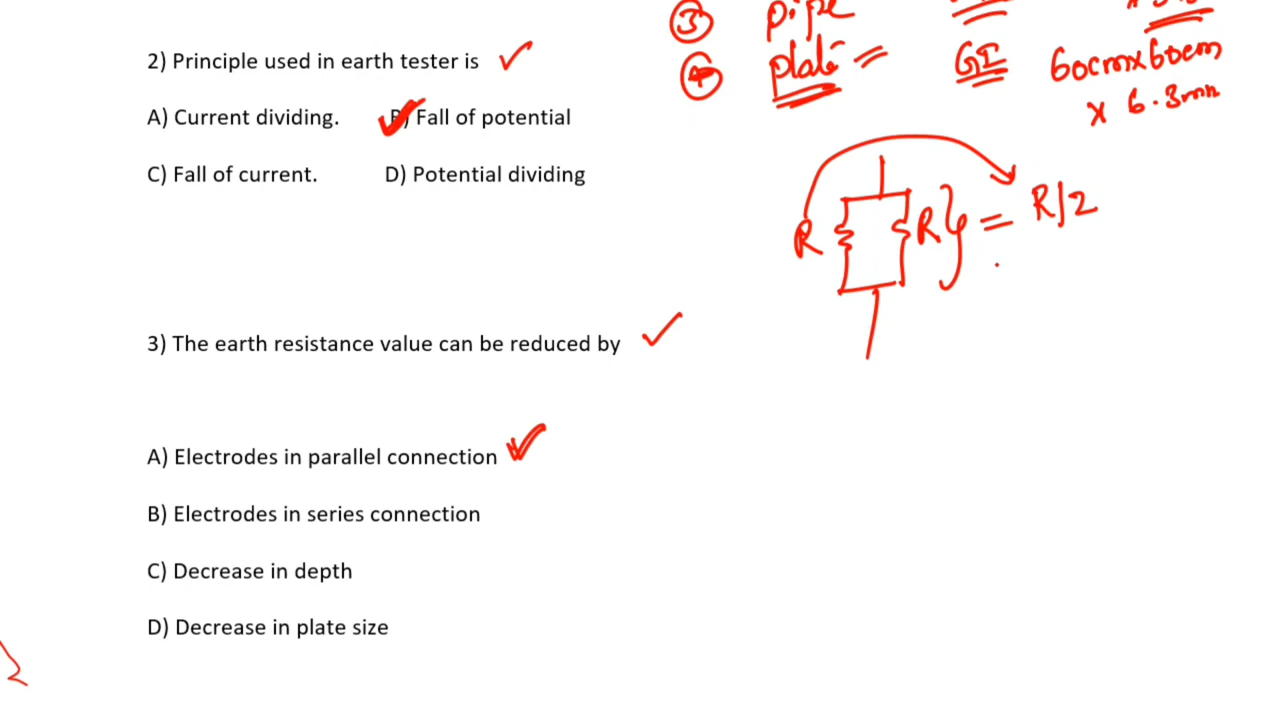 ③ pipe
2) Principle used in earth tester is
④ plate = GI 60cmx60cm
x 6.3mm
A) Current dividing. B) Fall of potential
C) Fall of current. D) Potential dividing
R R } = R/2
3) The earth resistance value can be reduced by
A) Electrodes in parallel connection
B) Electrodes in series connection
C) Decrease in depth
D) Decrease in plate size